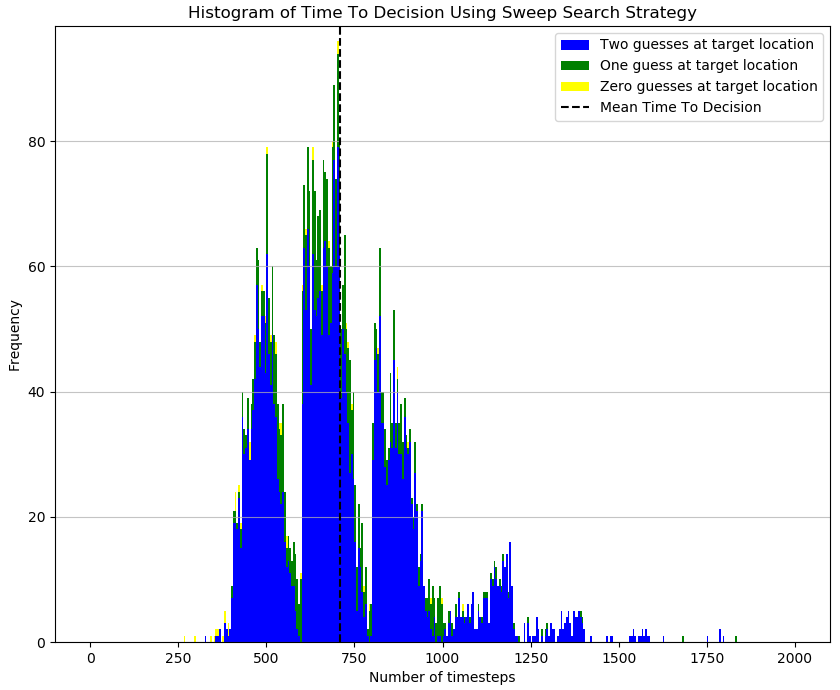 Histogram of Time To Decision Using Sweep Search Strategy
Two guesses at target location
One guess at target location
Zero guesses at target location
Mean Time To Decision
Frequency
80
60
40
20
0
0 250 500 750 1000 1250 1500 1750 2000
Number of timesteps